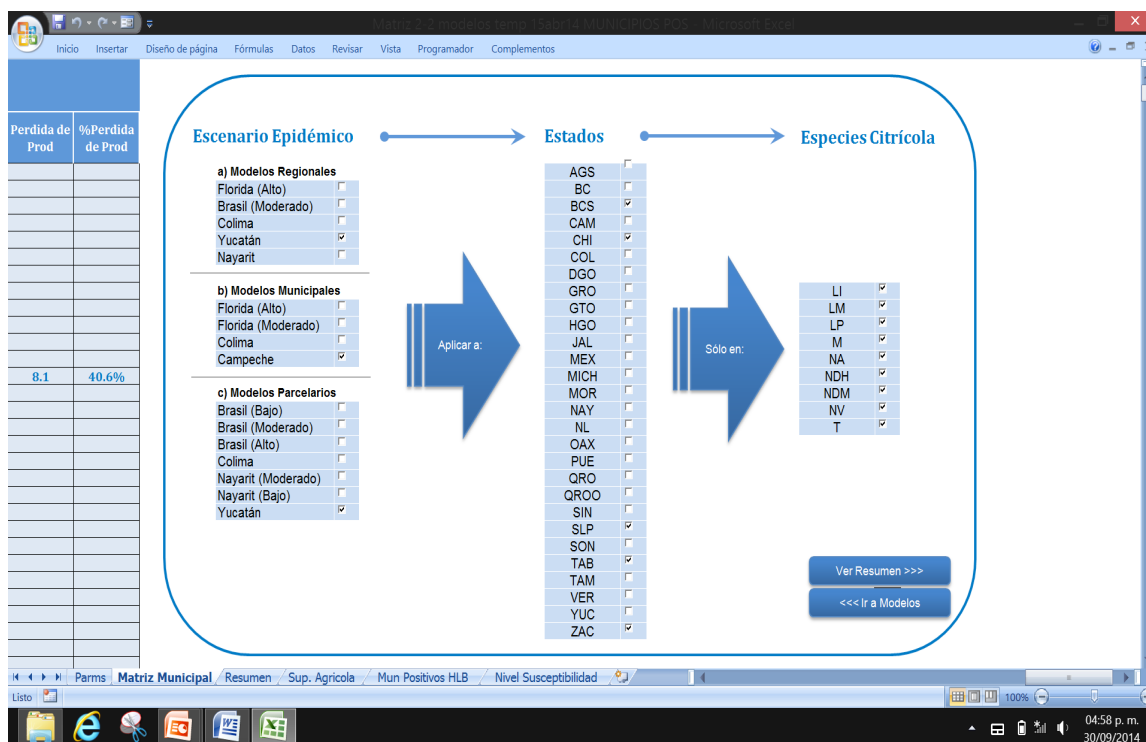 Matriz 2-2 modelos temp 15abr14 MUNICIPIOS POS - Microsoft Excel
Inicio Insertar Diseño de página Fórmulas Datos Revisar Vista Programador Complementos
Perdida de Prod %Perdida de Prod
8.1 40.6%
Escenario Epidémico Estados Especies Citrícola
a) Modelos Regionales
Florida (Alto)
Brasil (Moderado)
Colima
Yucatán
Nayarit
b) Modelos Municipales
Florida (Alto)
Florida (Moderado)
Colima
Campeche
c) Modelos Parcelarios
Brasil (Bajo)
Brasil (Moderado)
Brasil (Alto)
Colima
Nayarit (Moderado)
Nayarit (Bajo)
Yucatán
Aplicar a:
AGS
BC
BCS
CAM
CHI
COL
DGO
GRO
GTO
HGO
JAL
MEX
MICH
MOR
NAY
NL
OAX
PUE
QRO
QROO
SIN
SLP
SON
TAB
TAM
VER
YUC
ZAC
Sólo en:
LI
LM
LP
M
NA
NDH
NDM
NV
T
Ver Resumen >>>
<<< Ir a Modelos
Parms Matriz Municipal Resumen Sup. Agricola Mun Positivos HLB Nivel Susceptibilidad
Listo 100%
04:58 p. m.
30/09/2014